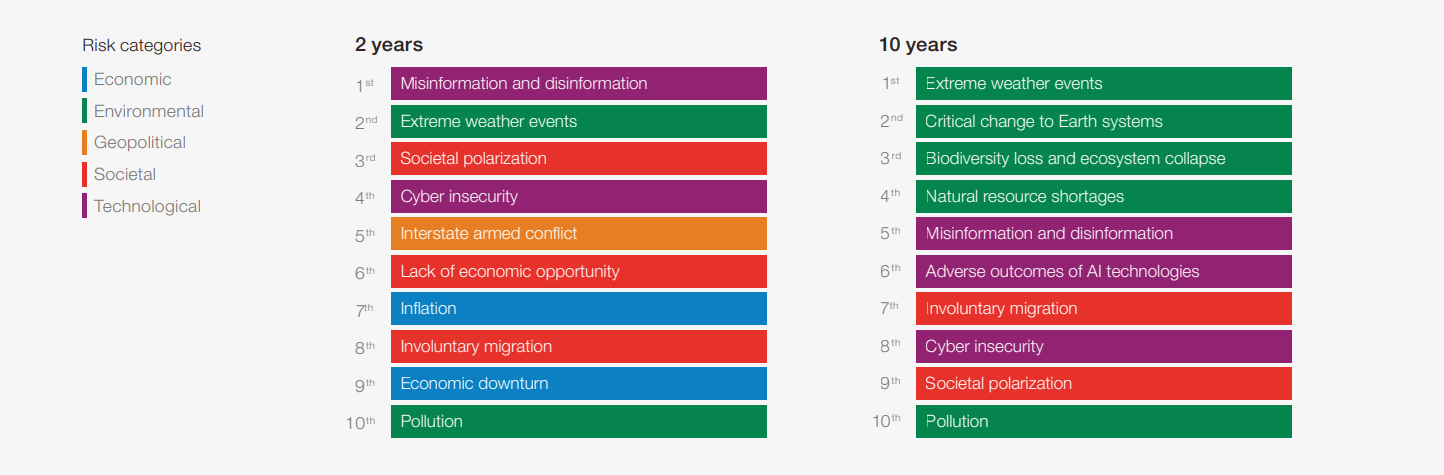 Risk categories
Economic
Environmental
Geopolitical
Societal
Technological
2 years
1st Misinformation and disinformation
2nd Extreme weather events
3rd Societal polarization
4th Cyber insecurity
5th Interstate armed conflict
6th Lack of economic opportunity
7th Inflation
8th Involuntary migration
9th Economic downturn
10th Pollution
10 years
1st Extreme weather events
2nd Critical change to Earth systems
3rd Biodiversity loss and ecosystem collapse
4th Natural resource shortages
5th Misinformation and disinformation
6th Adverse outcomes of AI technologies
7th Involuntary migration
8th Cyber insecurity
9th Societal polarization
10th Pollution